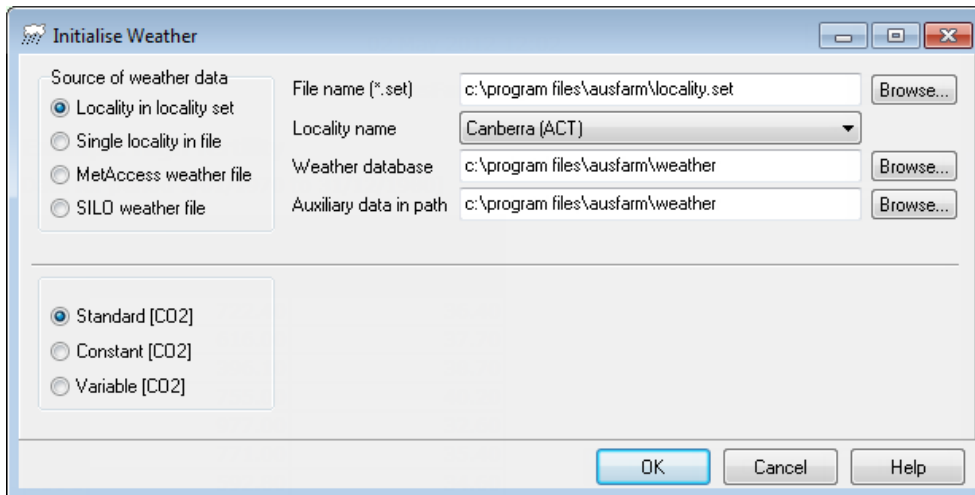 Initialise Weather
Source of weather data
Locality in locality set
Single locality in file
MetAccess weather file
SILO weather file
File name (*.set) c:\program files\ausfarm\locality.set Browse...
Locality name Canberra (ACT)
Weather database c:\program files\ausfarm\weather Browse...
Auxiliary data in path c:\program files\ausfarm\weather Browse...
Standard [CO2]
Constant [CO2]
Variable [CO2]
OK Cancel Help